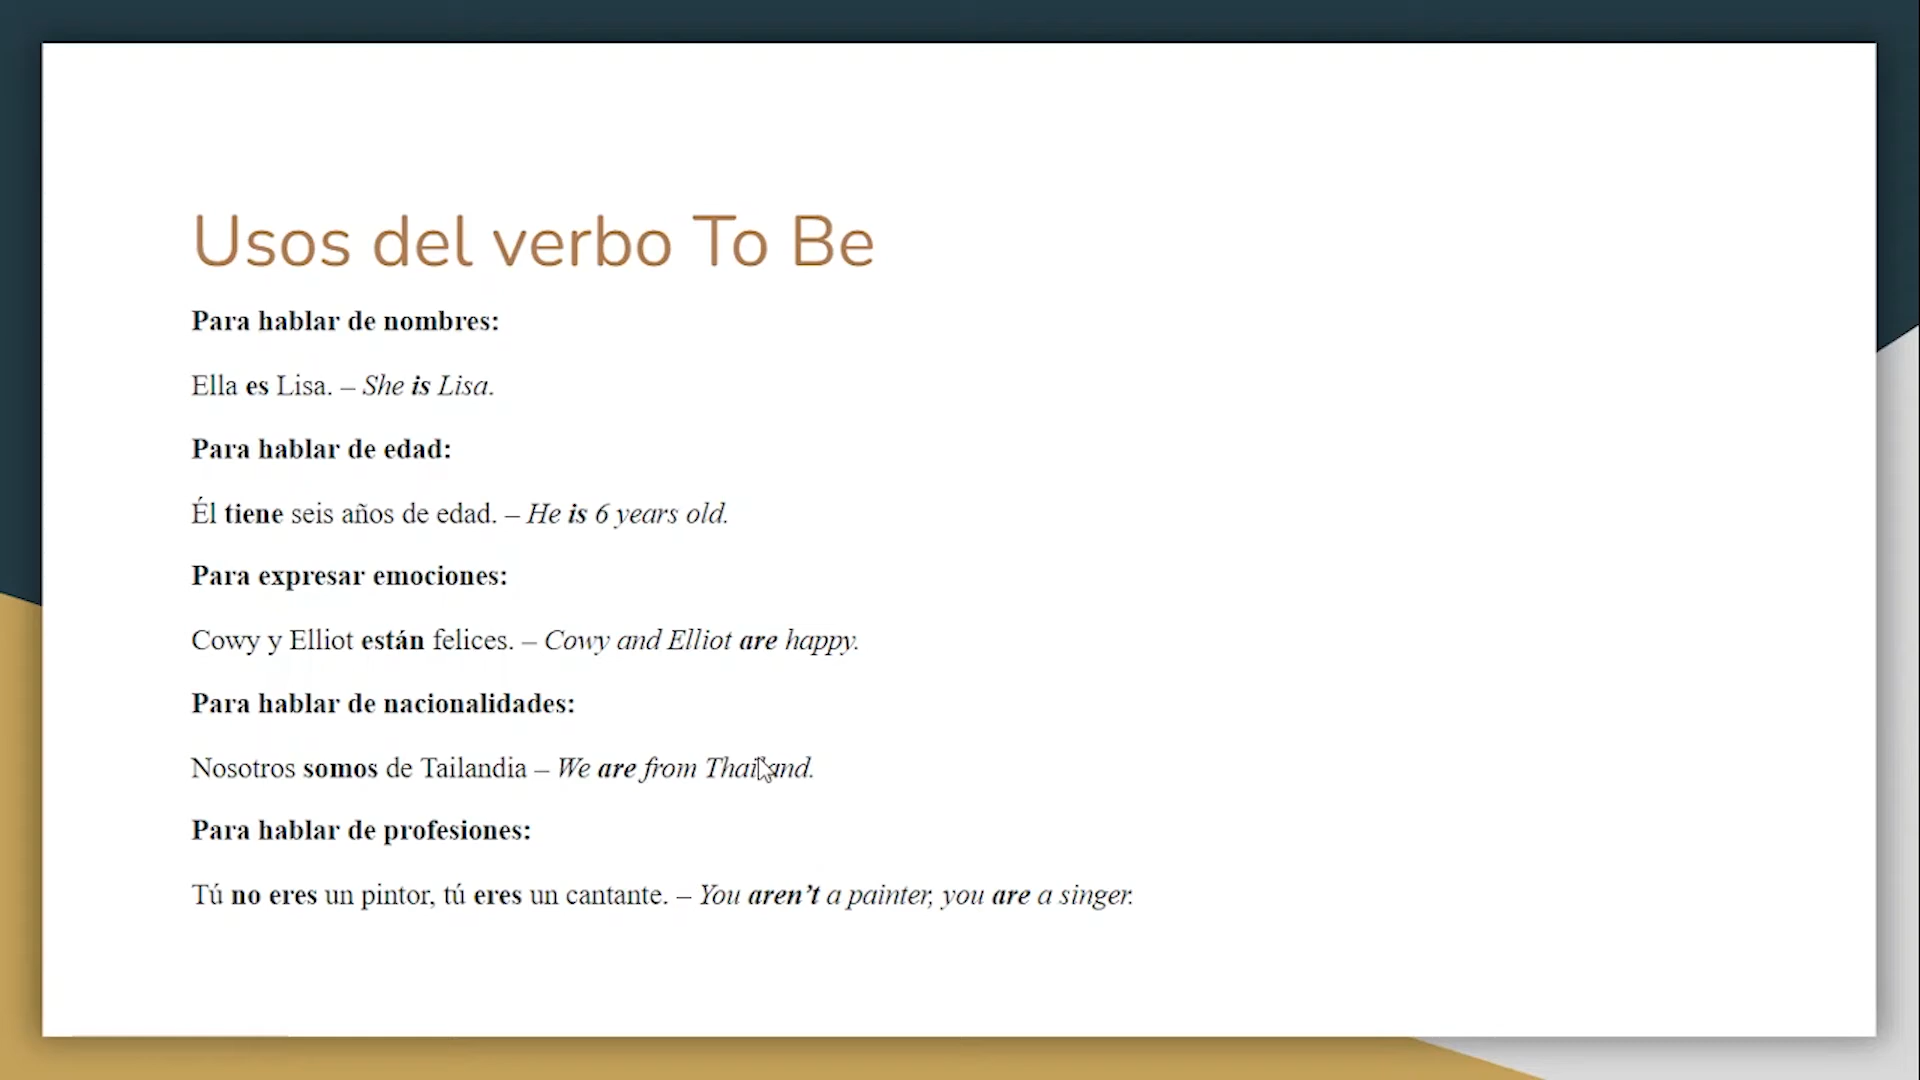 Usos del verbo To Be
Para hablar de nombres:
Ella es Lisa. – She is Lisa.
Para hablar de edad:
Él tiene seis años de edad. – He is 6 years old.
Para expresar emociones:
Cowy y Elliot están felices. – Cowy and Elliot are happy.
Para hablar de nacionalidades:
Nosotros somos de Tailandia – We are from Thailand.
Para hablar de profesiones:
Tú no eres un pintor, tú eres un cantante. – You aren’t a painter, you are a singer.